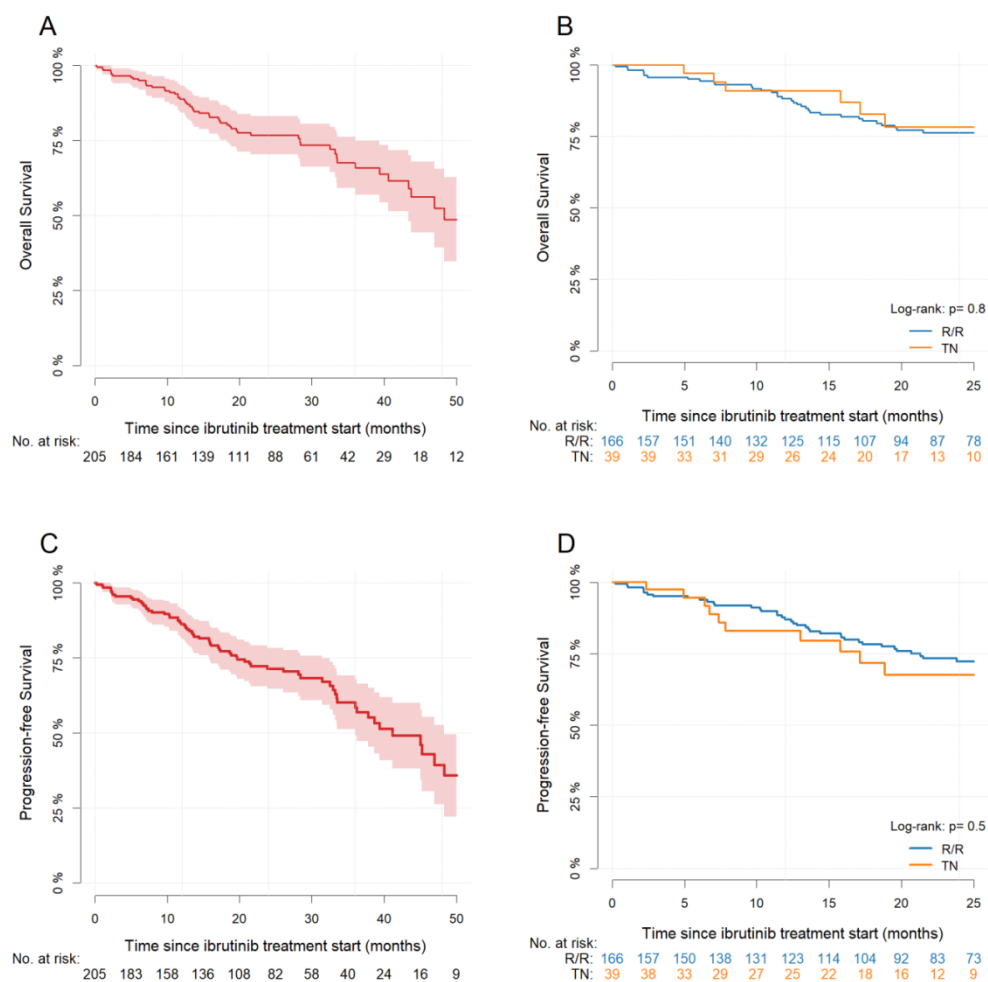 A
Overall Survival
100 %
75 %
50 %
25 %
0 %
0 10 20 30 40 50
Time since ibrutinib treatment start (months)
No. at risk:
205 184 161 139 111 88 61 42 29 18 12
B
Overall Survival
100 %
75 %
50 %
25 %
0 %
Log-rank: p= 0.8
R/R
TN
0 5 10 15 20 25
Time since ibrutinib treatment start (months)
No. at risk:
R/R: 166 157 151 140 132 125 115 107 94 87 78
TN: 39 39 33 31 29 26 24 20 17 13 10
C
Progression-free Survival
100 %
75 %
50 %
25 %
0 %
0 10 20 30 40 50
Time since ibrutinib treatment start (months)
No. at risk:
205 183 158 136 108 82 58 40 24 16 9
D
Progression-free Survival
100 %
75 %
50 %
25 %
0 %
Log-rank: p= 0.5
R/R
TN
0 5 10 15 20 25
Time since ibrutinib treatment start (months)
No. at risk:
R/R: 166 157 150 138 131 123 114 104 92 83 73
TN: 39 38 33 29 27 25 22 18 16 12 9